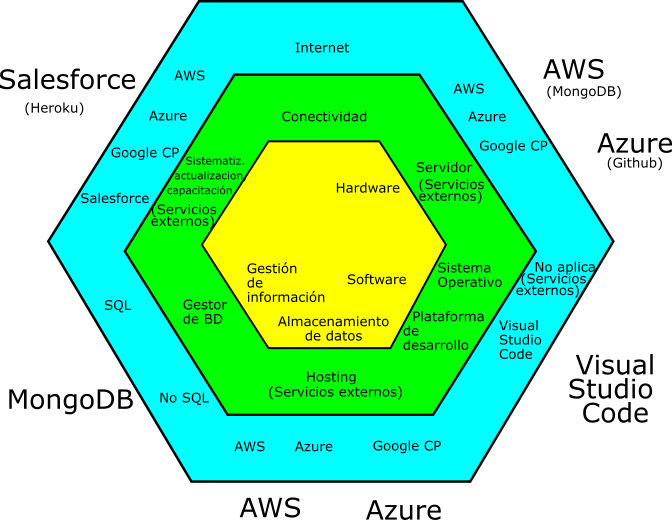 Internet
Salesforce
(Heroku)
AWS
Azure
Google CP
Salesforce
AWS
Azure
Google CP
AWS
(MongoDB)
Azure
(Github)
Conectividad
Sistematiz.
actualizacion
capacitación
(Servicios
externos)
Servidor
(Servicios
externos)
Hardware
Gestión
de
información
Software
Almacenamiento
de datos
Sistema
Operativo
Plataforma
de
desarrollo
No aplica
(Servicios
externos)
Visual
Studio
Code
SQL
Gestor
de BD
No SQL
Hosting
(Servicios externos)
MongoDB
Visual
Studio
Code
AWS
Azure
Google CP
AWS
Azure